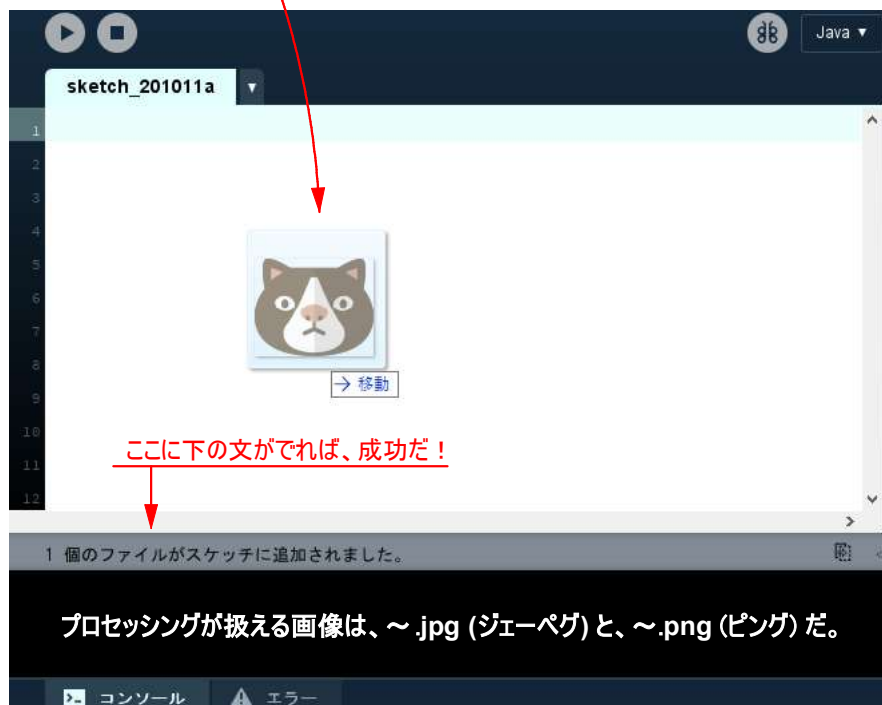 Java ▼
sketch_201011a ▼
1
2
3
4
5
6
7
8
9
10
11
12
→ 移動
ここに下の文がでれば、成功だ！
1 個のファイルがスケッチに追加されました。
プロセッシングが扱える画像は、～.jpg (ジェーペグ) と、～.png（ピング）だ。
コンソール
エラー